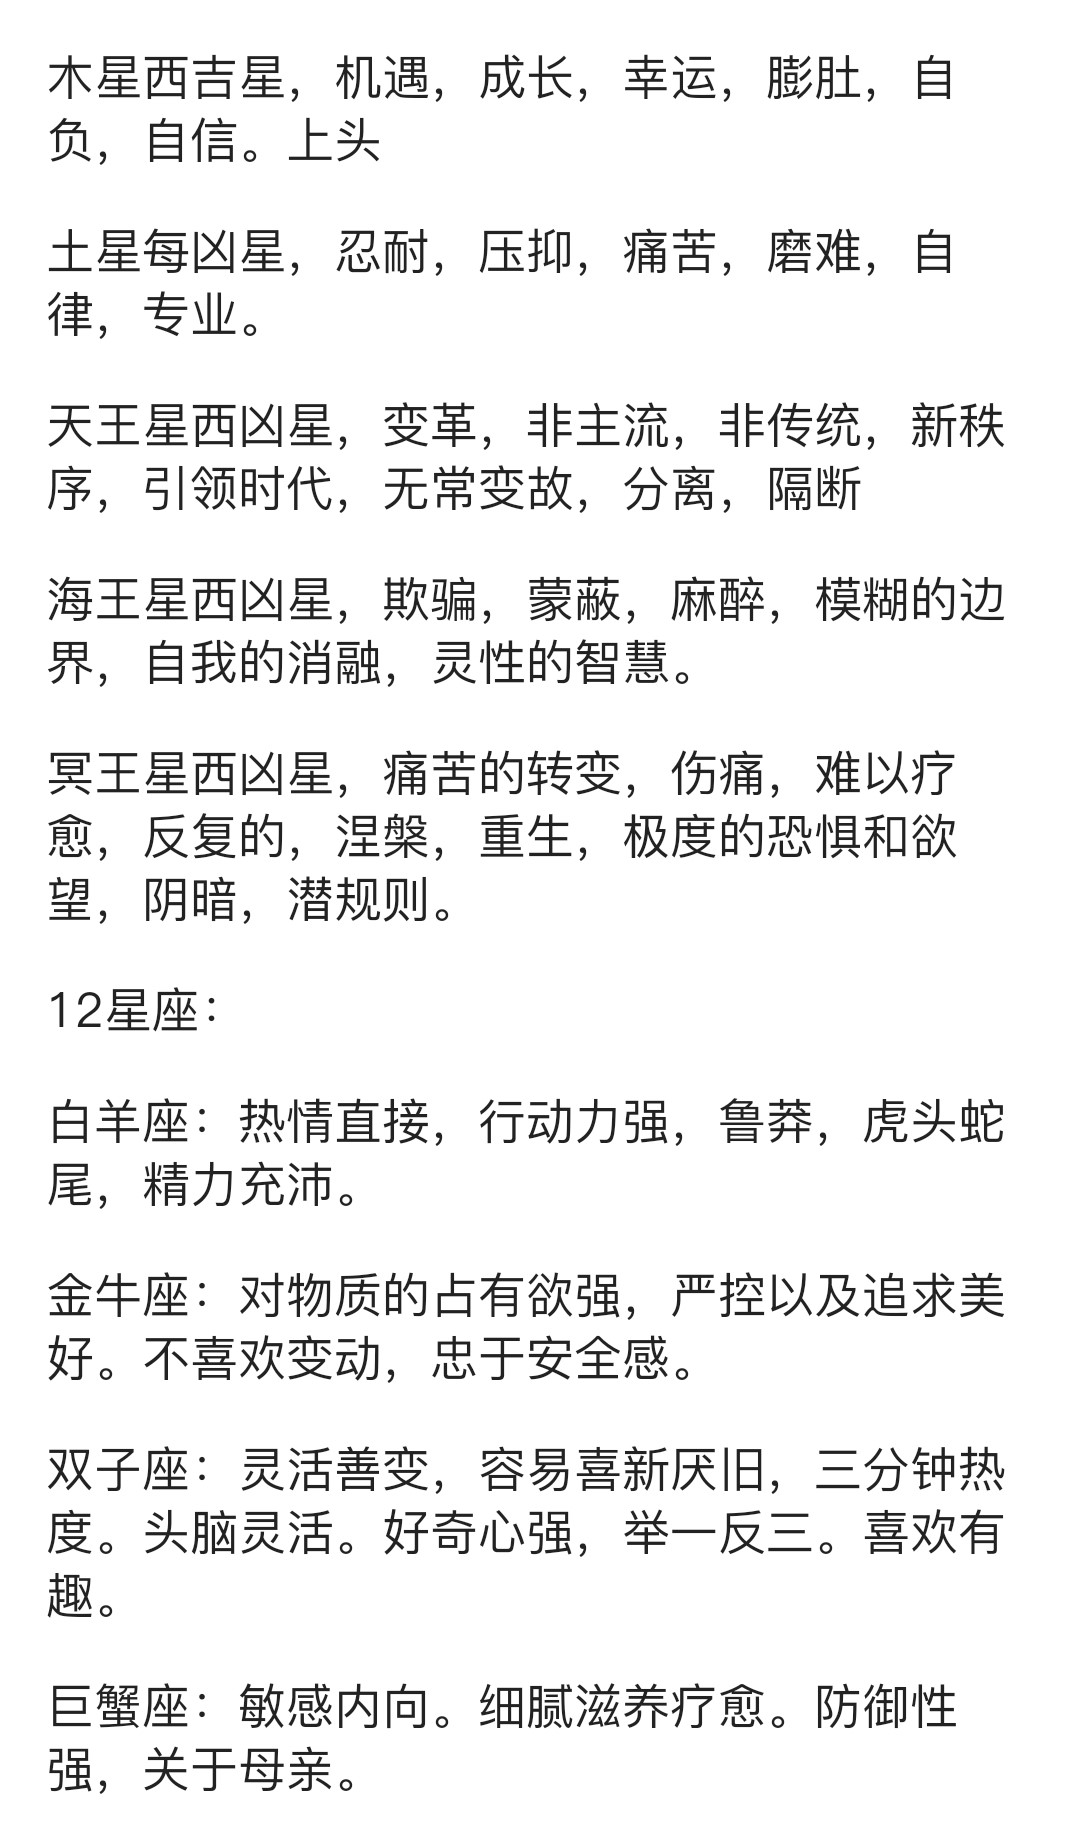 木星西吉星，机遇，成长，幸运，膨肚，自
负，自信。上头
土星每凶星，忍耐，压抑，痛苦，磨难，自
律，专业。
天王星西凶星，变革，非主流，非传统，新秩
序，引领时代，无常变故，分离，隔断
海王星西凶星，欺骗，蒙蔽，麻醉，模糊的边
界，自我的消融，灵性的智慧。
冥王星西凶星，痛苦的转变，伤痛，难以疗
愈，反复的，涅槃，重生，极度的恐惧和欲
望，阴暗，潜规则。
12星座：
白羊座：热情直接，行动力强，鲁莽，虎头蛇
尾，精力充沛。
金牛座：对物质的占有欲强，严控以及追求美
好。不喜欢变动，忠于安全感。
双子座：灵活善变，容易喜新厌旧，三分钟热
度。头脑灵活。好奇心强，举一反三。喜欢有
趣。
巨蟹座：敏感内向。细腻滋养疗愈。防御性
强，关于母亲。